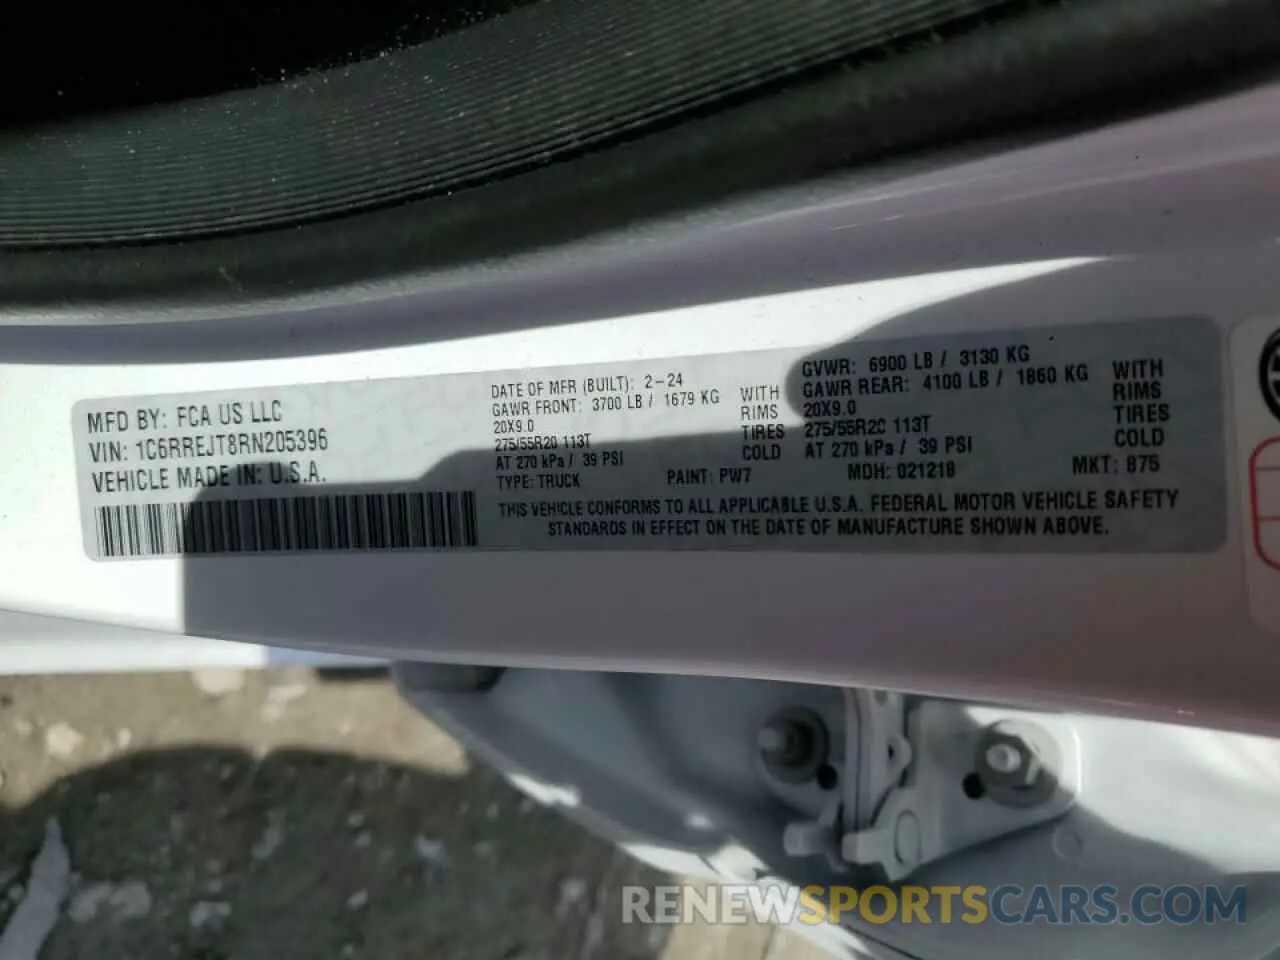 MFD BY: FCA US LLC
VIN: 1C6RREJT8RN205396
VEHICLE MADE IN: U.S.A.
DATE OF MFR (BUILT): 2-24
GAWR FRONT: 3700 LB / 1679 KG WITH
20X9.0 RIMS
275/55R20 113T TIRES
AT 270 kPa / 39 PSI COLD
GVWR: 6900 LB / 3130 KG
GAWR REAR: 4100 LB / 1860 KG WITH
20X9.0 RIMS
275/55R20 113T TIRES
AT 270 kPa / 39 PSI COLD
TYPE: TRUCK PAINT: PW7 MDH: 021218 MKT: 875
THIS VEHICLE CONFORMS TO ALL APPLICABLE U.S.A. FEDERAL MOTOR VEHICLE SAFETY
STANDARDS IN EFFECT ON THE DATE OF MANUFACTURE SHOWN ABOVE.
RENEWSPORTSCARS.COM